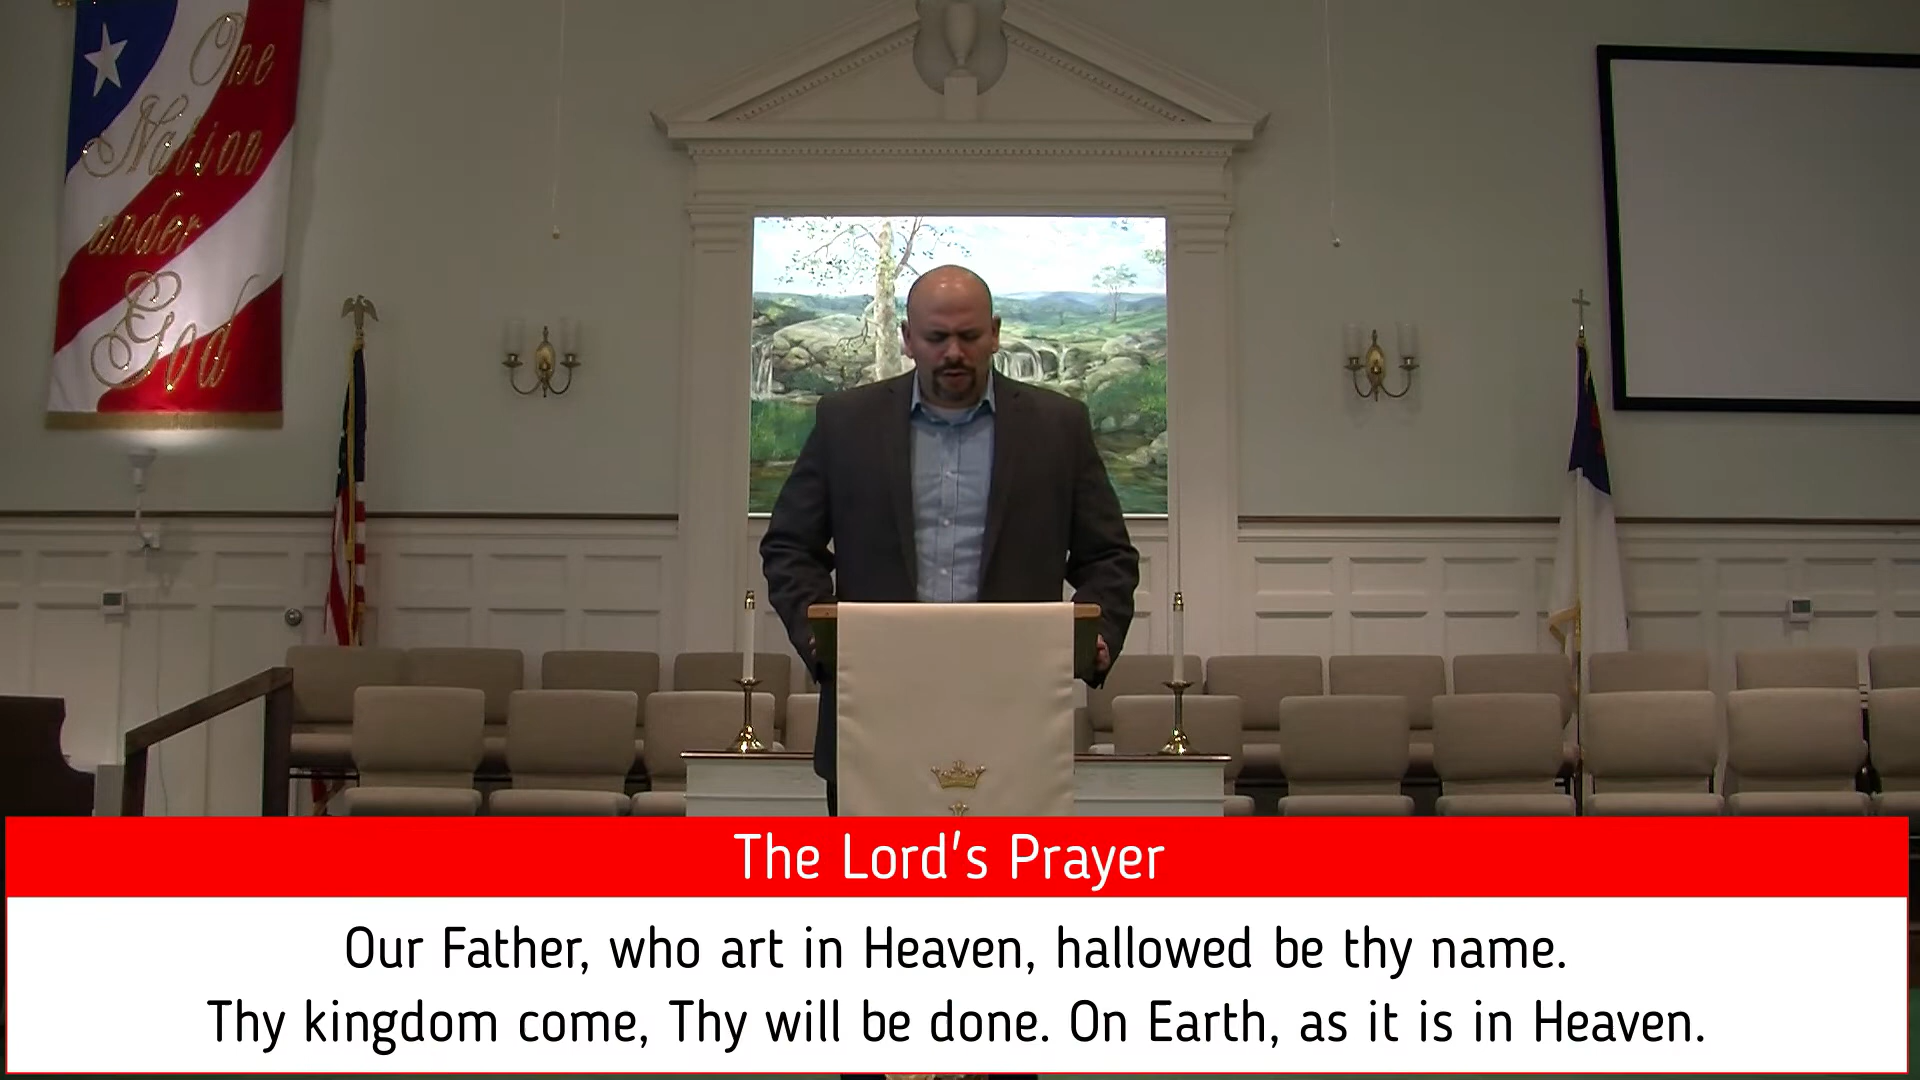 One
Nation
under
God
The Lord's Prayer
Our Father, who art in Heaven, hallowed be thy name.
Thy kingdom come, Thy will be done. On Earth, as it is in Heaven.